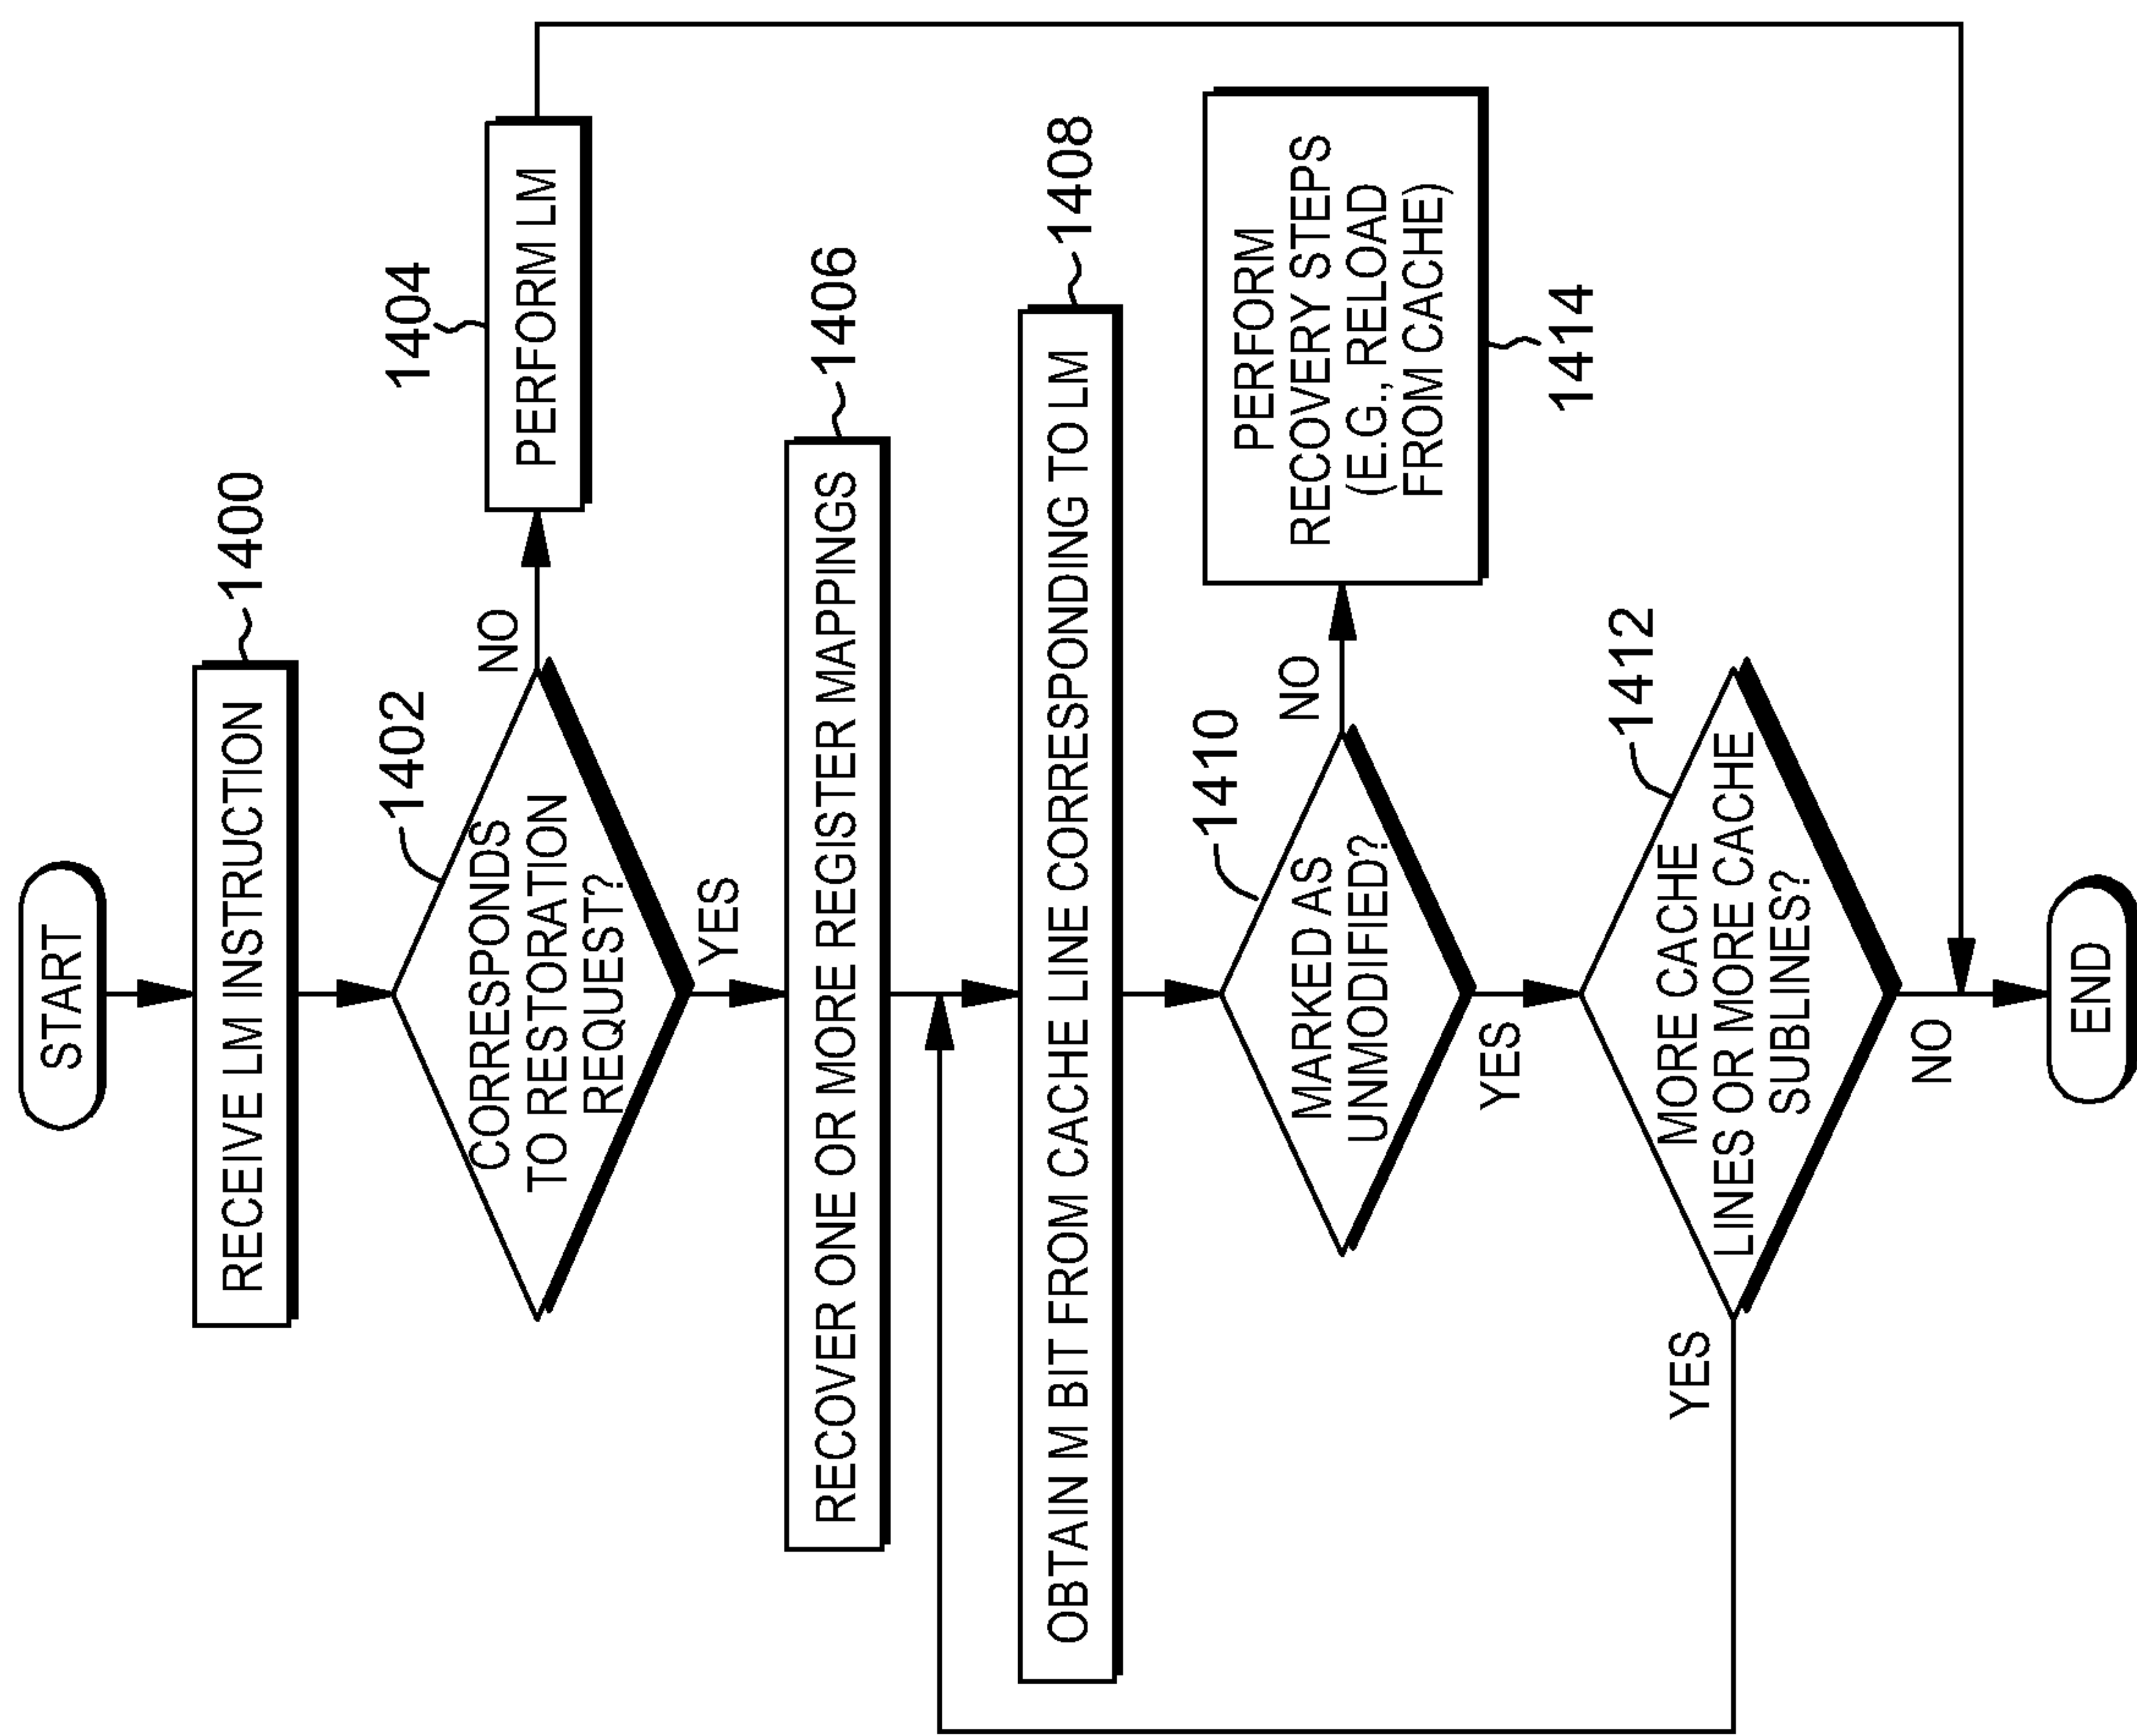 START
RECEIVE LM INSTRUCTION
1400
1402
CORRESPONDS
TO RESTORATION
REQUEST?
NO
1404
PERFORM LM
YES
RECOVER ONE OR MORE REGISTER MAPPINGS
1406
OBTAIN M BIT FROM CACHE LINE CORRESPONDING TO LM
1408
1410
MARKED AS
UNMODIFIED?
NO
PERFORM
RECOVERY STEPS
(E.G., RELOAD
FROM CACHE)
1414
YES
1412
MORE CACHE
LINES OR MORE CACHE
SUBLINES?
YES
NO
END